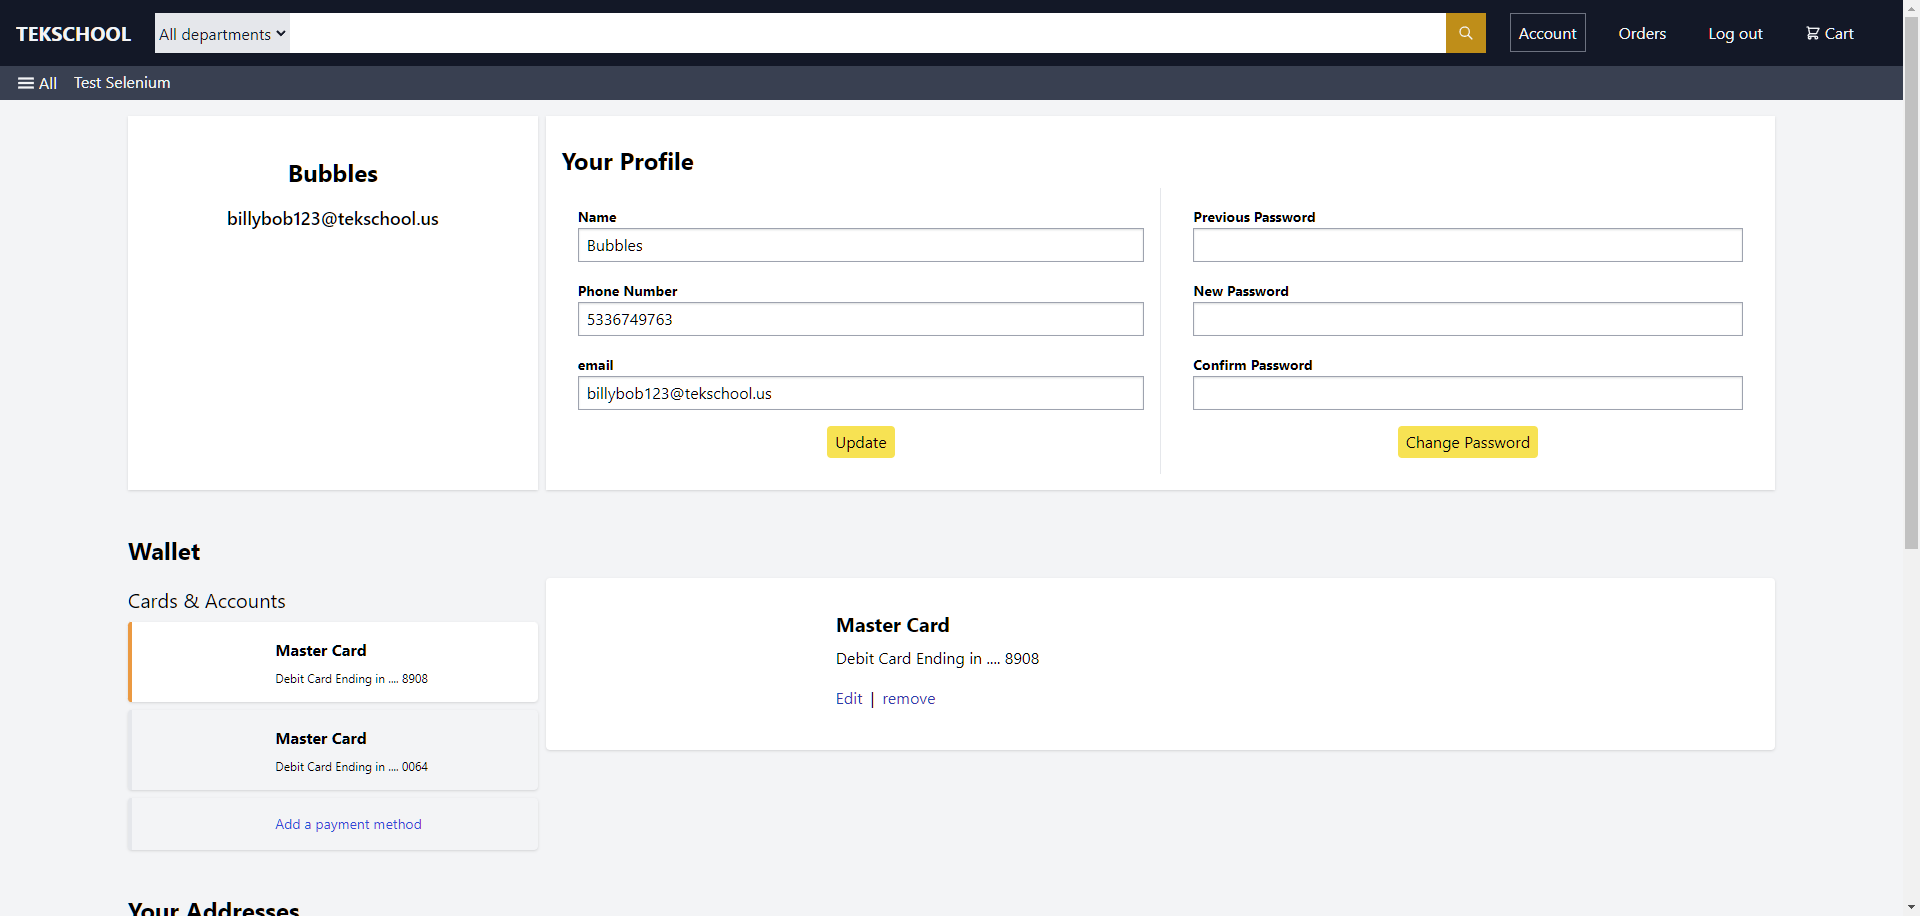 TEKSCHOOL
All departments
Account
Orders
Log out
Cart
All
Test Selenium
Bubbles
billybob123@tekschool.us
Your Profile
Name
Bubbles
Phone Number
5336749763
email
billybob123@tekschool.us
Update
Previous Password
New Password
Confirm Password
Change Password
Wallet
Cards & Accounts
Master Card
Debit Card Ending in .... 8908
Master Card
Debit Card Ending in .... 0064
Add a payment method
Master Card
Debit Card Ending in .... 8908
Edit | remove
Your Addresses